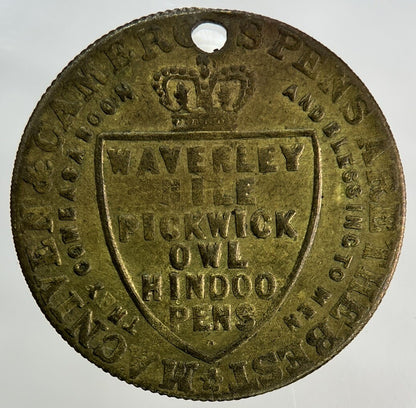 MACNIVEN & CAMERON'S PENS ARE THE BEST
THEY COME AS A BOON AND A BLESSING TO MEN
WAVERLEY
NILE
PICKWICK
OWL
HINDOO
PENS